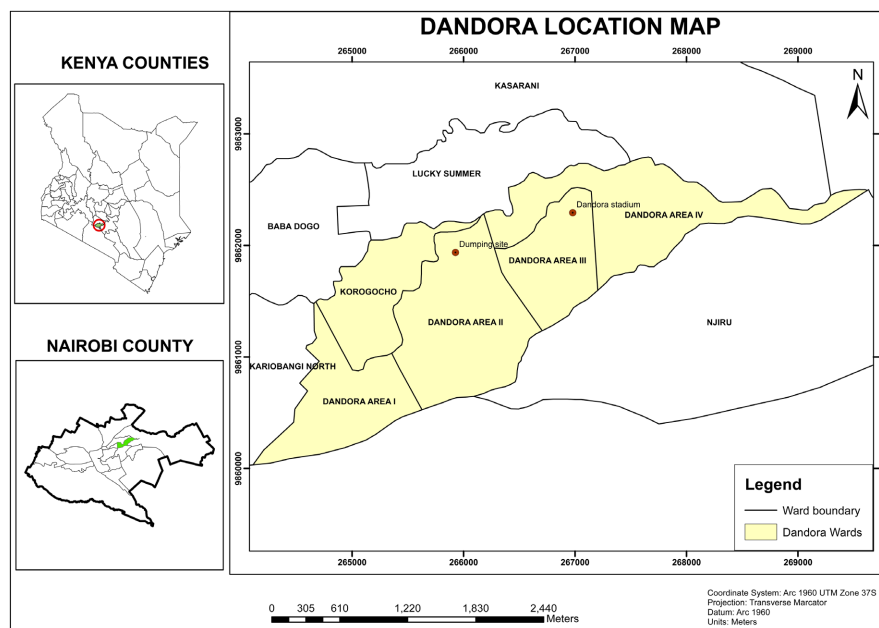 DANDORA LOCATION MAP
KENYA COUNTIES
NAIROBI COUNTY
265000 266000 267000 268000 269000
9863000
9862000
9861000
9860000
N
KASARANI
LUCKY SUMMER
BABA DOGO
Dandora stadium
DANDORA AREA IV
Dumping site
DANDORA AREA III
KOROGOCHO
DANDORA AREA II
NJIRU
KARIOBANGI NORTH
DANDORA AREA I
265000 266000 267000 268000 269000
Legend
Ward boundary
Dandora Wards
0 305 610 1,220 1,830 2,440
Meters
Coordinate System: Arc 1960 UTM Zone 37S
Projection: Transverse Marcator
Datum: Arc 1960
Units: Meters